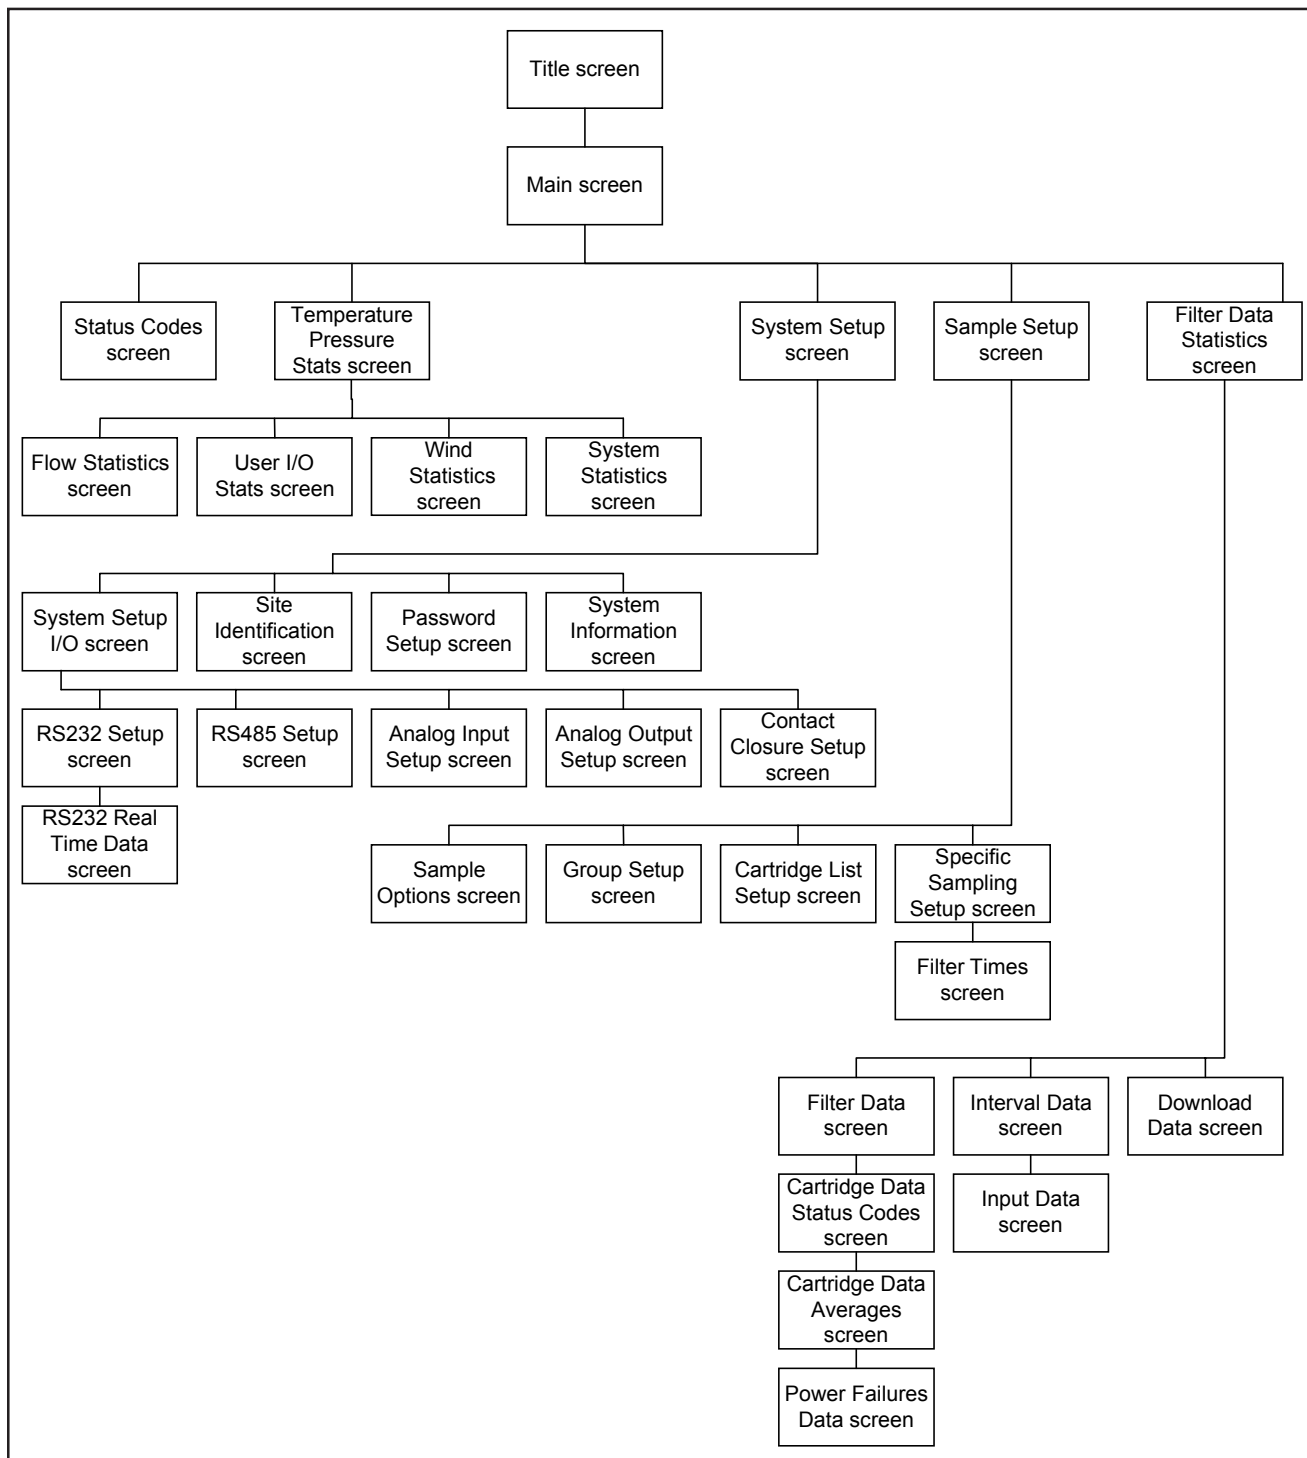 Title screen
Main screen
Status Codes
screen
Temperature
Pressure
Stats screen
System Setup
screen
Sample Setup
screen
Filter Data
Statistics
screen
Flow Statistics
screen
User I/O
Stats screen
Wind
Statistics
screen
System
Statistics
screen
System Setup
I/O screen
Site
Identification
screen
Password
Setup screen
System
Information
screen
RS232 Setup
screen
RS485 Setup
screen
Analog Input
Setup screen
Analog Output
Setup screen
Contact
Closure Setup
screen
RS232 Real
Time Data
screen
Sample
Options screen
Group Setup
screen
Cartridge List
Setup screen
Specific
Sampling
Setup screen
Filter Times
screen
Filter Data
screen
Interval Data
screen
Download
Data screen
Cartridge Data
Status Codes
screen
Input Data
screen
Cartridge Data
Averages
screen
Power Failures
Data screen